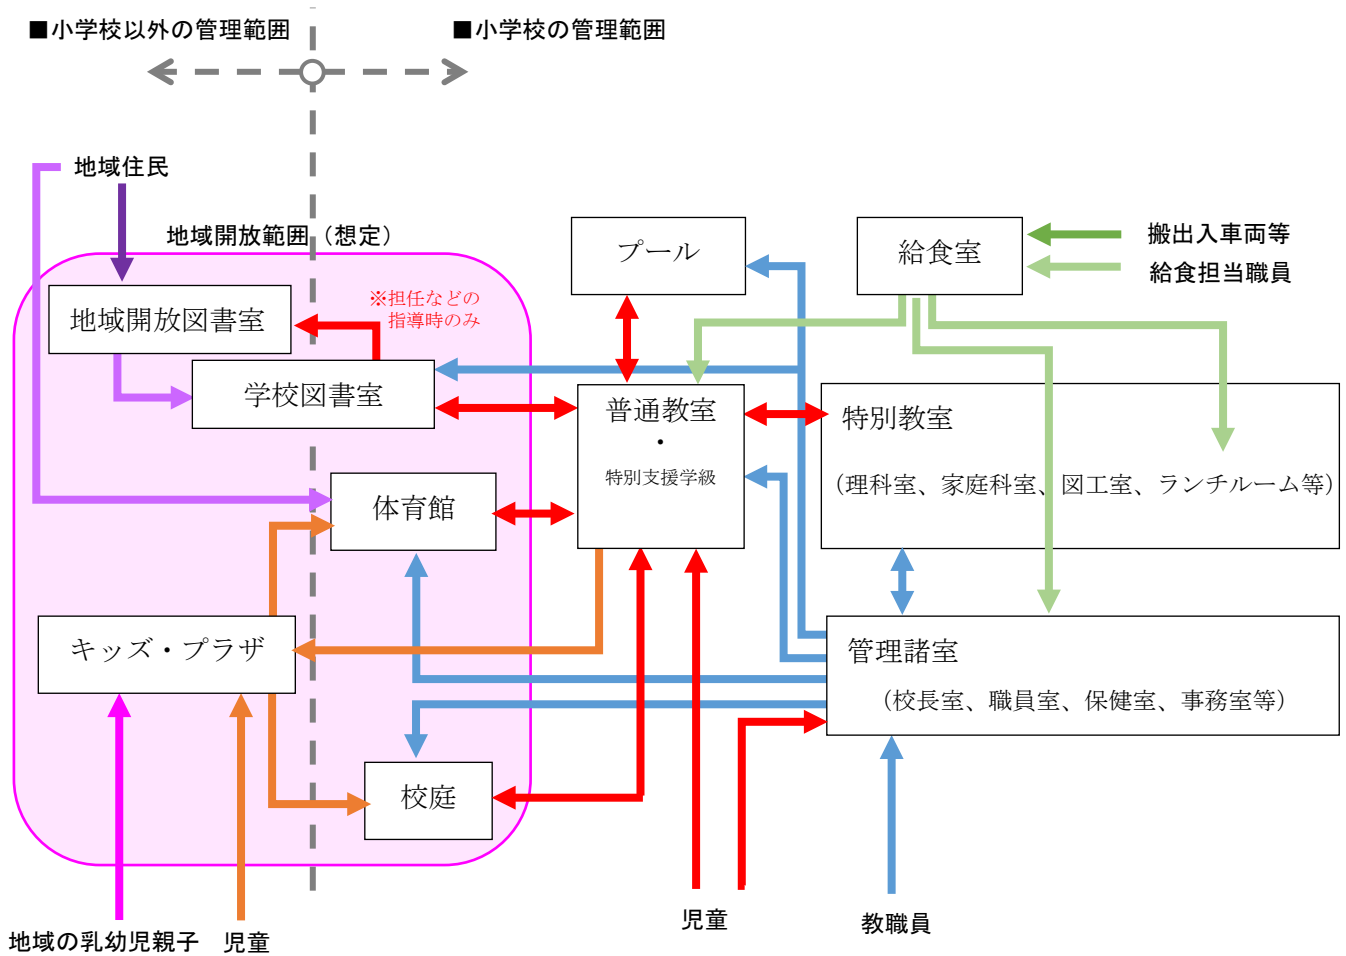 ■小学校以外の管理範囲
■小学校の管理範囲
地域住民
地域開放範囲（想定）
プール
給食室
搬出入車両等
給食担当職員
地域開放図書室
※担任などの
指導時のみ
学校図書室
普通教室
・
特別支援学級
特別教室
（理科室、家庭科室、図工室、ランチルーム等）
体育館
キッズ・プラザ
管理諸室
（校長室、職員室、保健室、事務室等）
校庭
地域の乳幼児親子
児童
児童
教職員